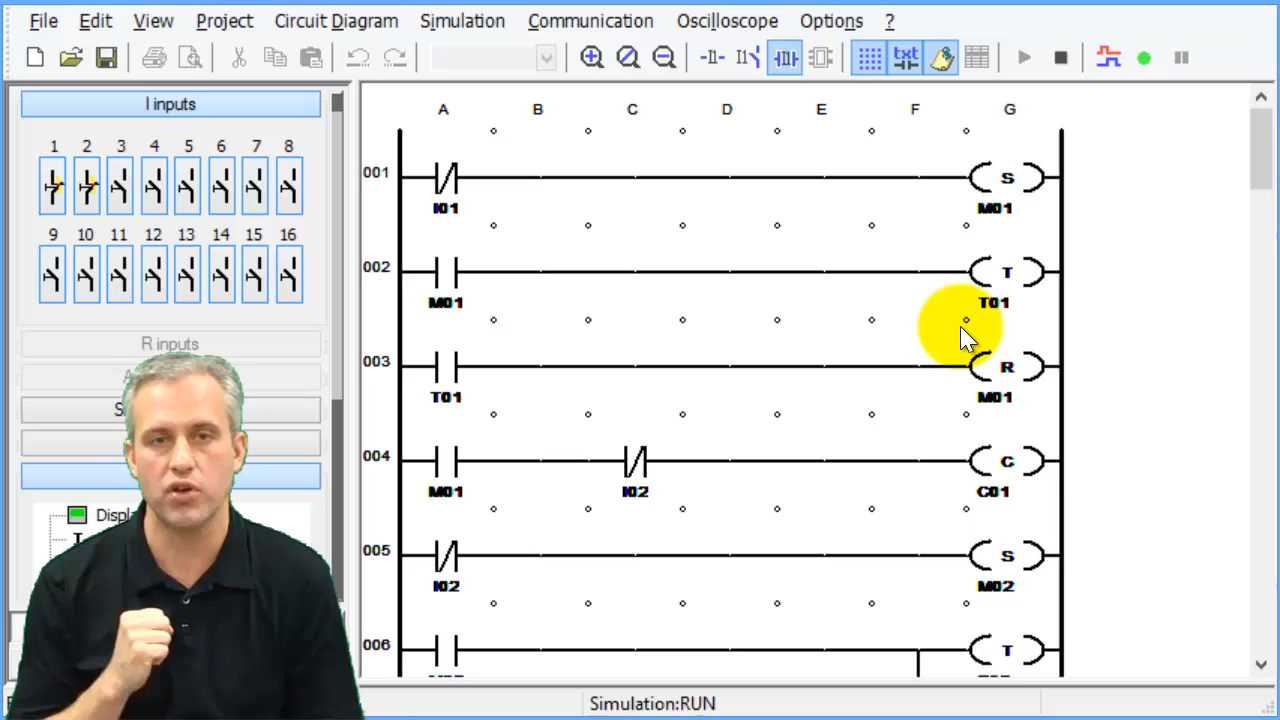 File Edit View Project Circuit Diagram Simulation Communication Oscilloscope Options ?
txt
I inputs
1 2 3 4 5 6 7 8
9 10 11 12 13 14 15 16
R inputs
A B C D E F G
001
S
I01 M01
002
T
M01 T01
003
R
T01 M01
004
C
M01 I02 C01
005
S
I02 M02
006
T
Simulation:RUN